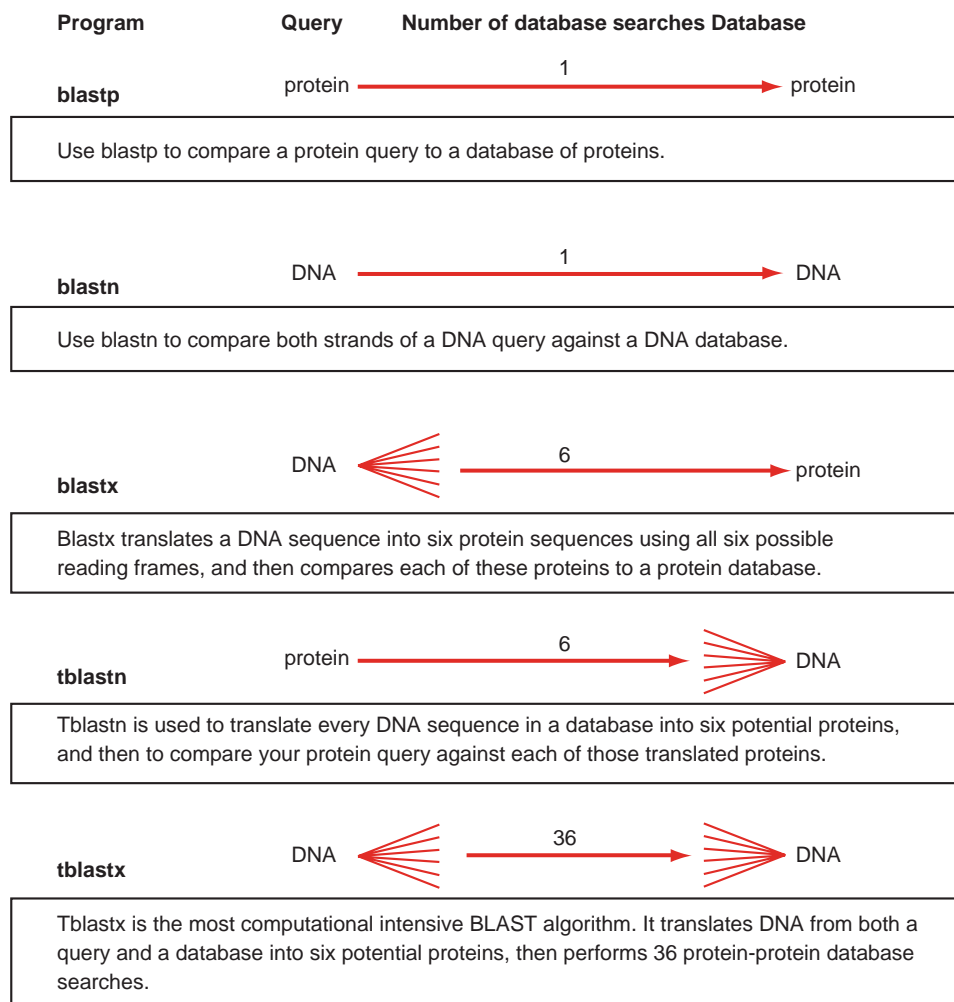 Program Query Number of database searches Database
1
protein protein
blastp
Use blastp to compare a protein query to a database of proteins.
1
DNA DNA
blastn
Use blastn to compare both strands of a DNA query against a DNA database.
DNA 6 protein
blastx
Blastx translates a DNA sequence into six protein sequences using all six possible
reading frames, and then compares each of these proteins to a protein database.
protein 6 DNA
tblastn
Tblastn is used to translate every DNA sequence in a database into six potential proteins,
and then to compare your protein query against each of those translated proteins.
DNA 36 DNA
tblastx
Tblastx is the most computational intensive BLAST algorithm. It translates DNA from both a
query and a database into six potential proteins, then performs 36 protein-protein database
searches.